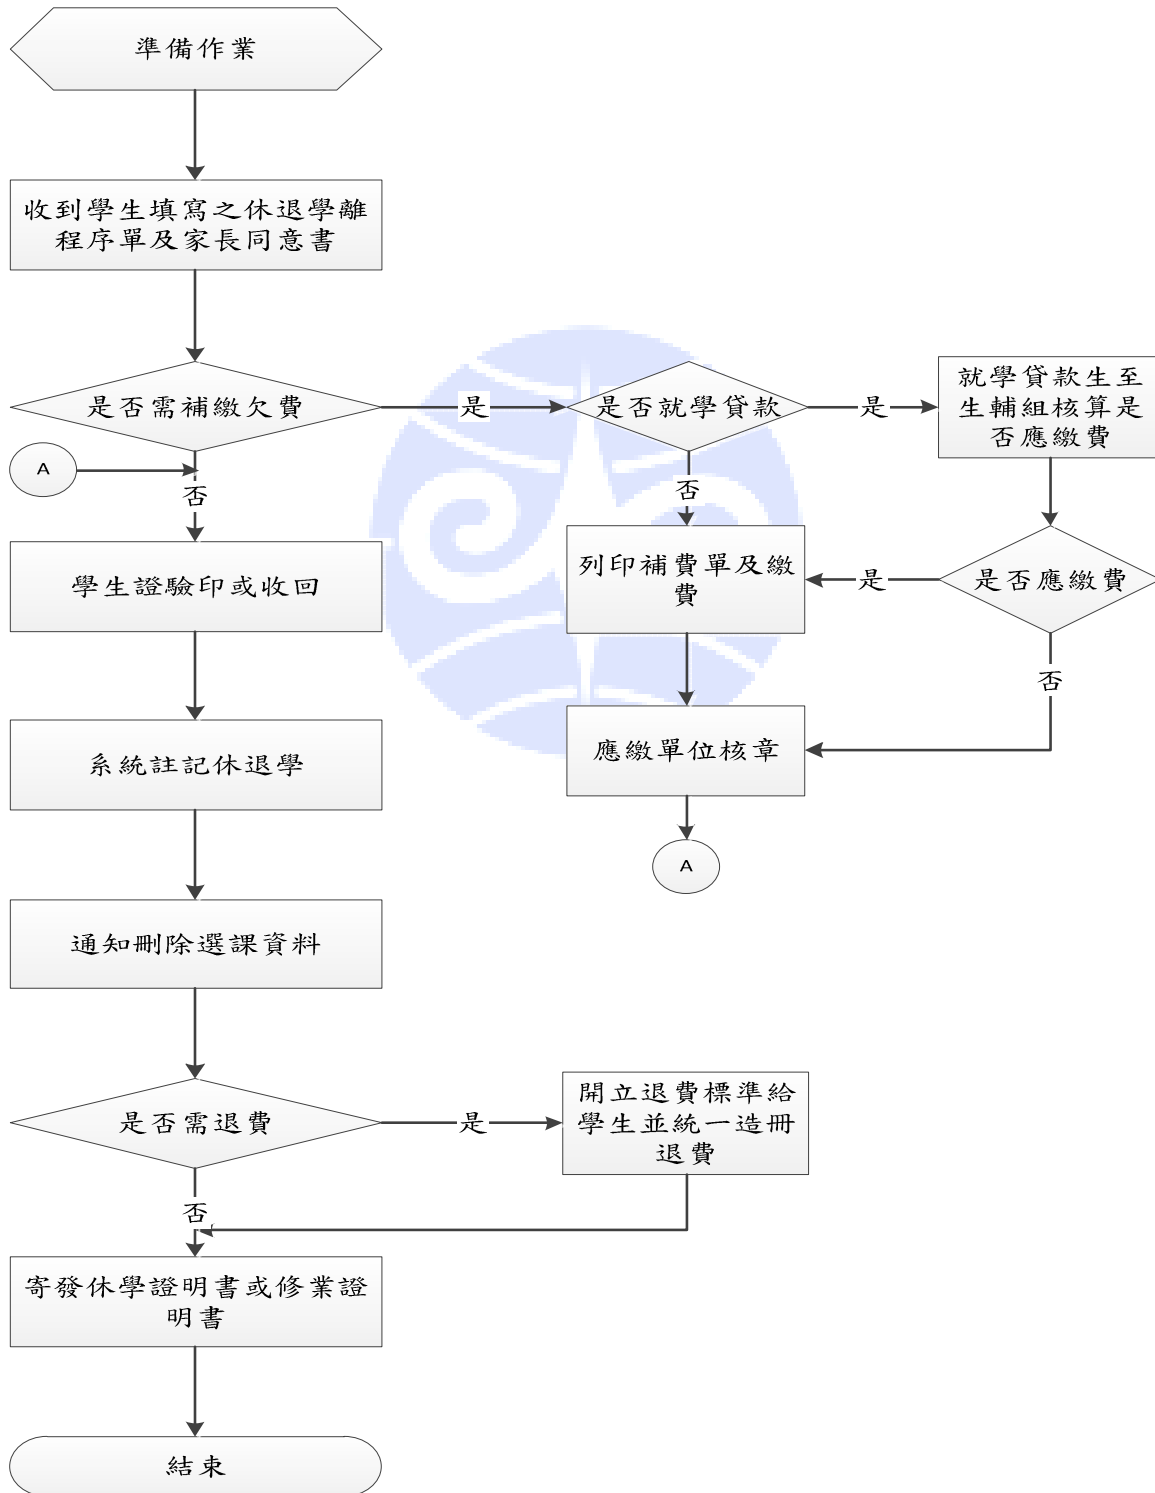 準備作業
收到學生填寫之休退學離
程序單及家長同意書
是否需補繳欠費
是
是否就學貸款
是
就學貸款生至
生輔組核算是
否應繳費
A
否
否
學生證驗印或收回
列印補費單及繳
費
是
是否應繳費
否
系統註記休退學
應繳單位核章
A
通知刪除選課資料
是否需退費
是
開立退費標準給
學生並統一造冊
退費
否
寄發休學證明書或修業證
明書
結束